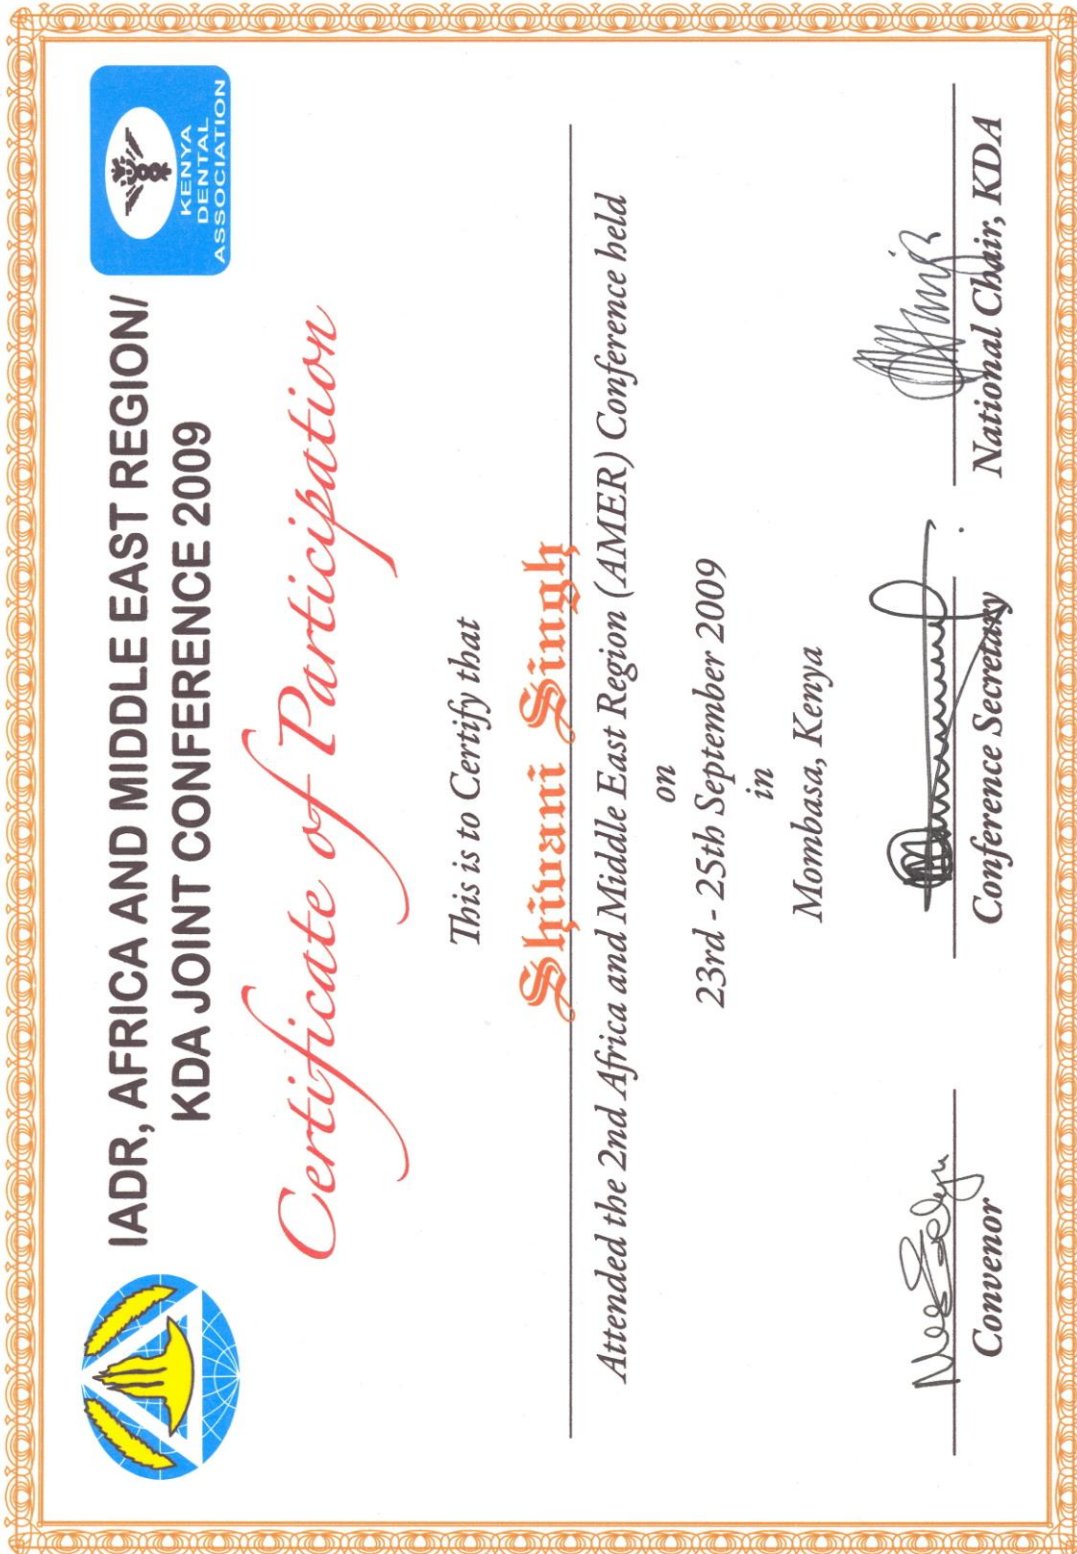 IADR, AFRICA AND MIDDLE EAST REGION/
KDA JOINT CONFERENCE 2009
KENYA
DENTAL
ASSOCIATION
Certificate of Participation
This is to Certify that
Shivani Singh
Attended the 2nd Africa and Middle East Region (AMER) Conference held
on
23rd - 25th September 2009
in
Mombasa, Kenya
Convenor
Conference Secretary
National Chair, KDA